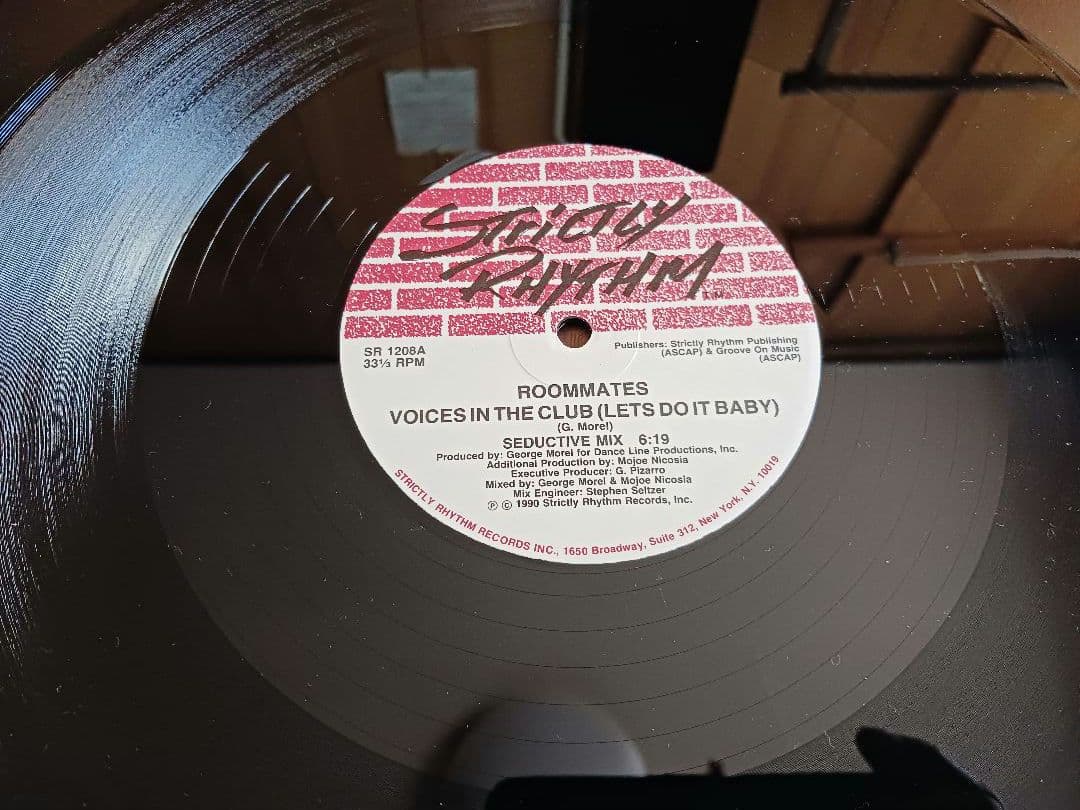 STRICTLY
RHYTHM TM
SR 1208A
33⅓ RPM
Publishers: Strictly Rhythm Publishing
(ASCAP) & Groove On Music
(ASCAP)
ROOMMATES
VOICES IN THE CLUB (LETS DO IT BABY)
(G. Morel)
SEDUCTIVE MIX 6:19
Produced by: George Morel for Dance Line Productions, Inc.
Additional Production by: Mojoe Nicosia
Executive Producer: G. Pizarro
Mixed by: George Morel & Mojoe Nicosia
Mix Engineer: Stephen Seltzer
℗ © 1990 Strictly Rhythm Records, Inc.
STRICTLY RHYTHM RECORDS INC., 1650 Broadway, Suite 312, New York, N.Y. 10019